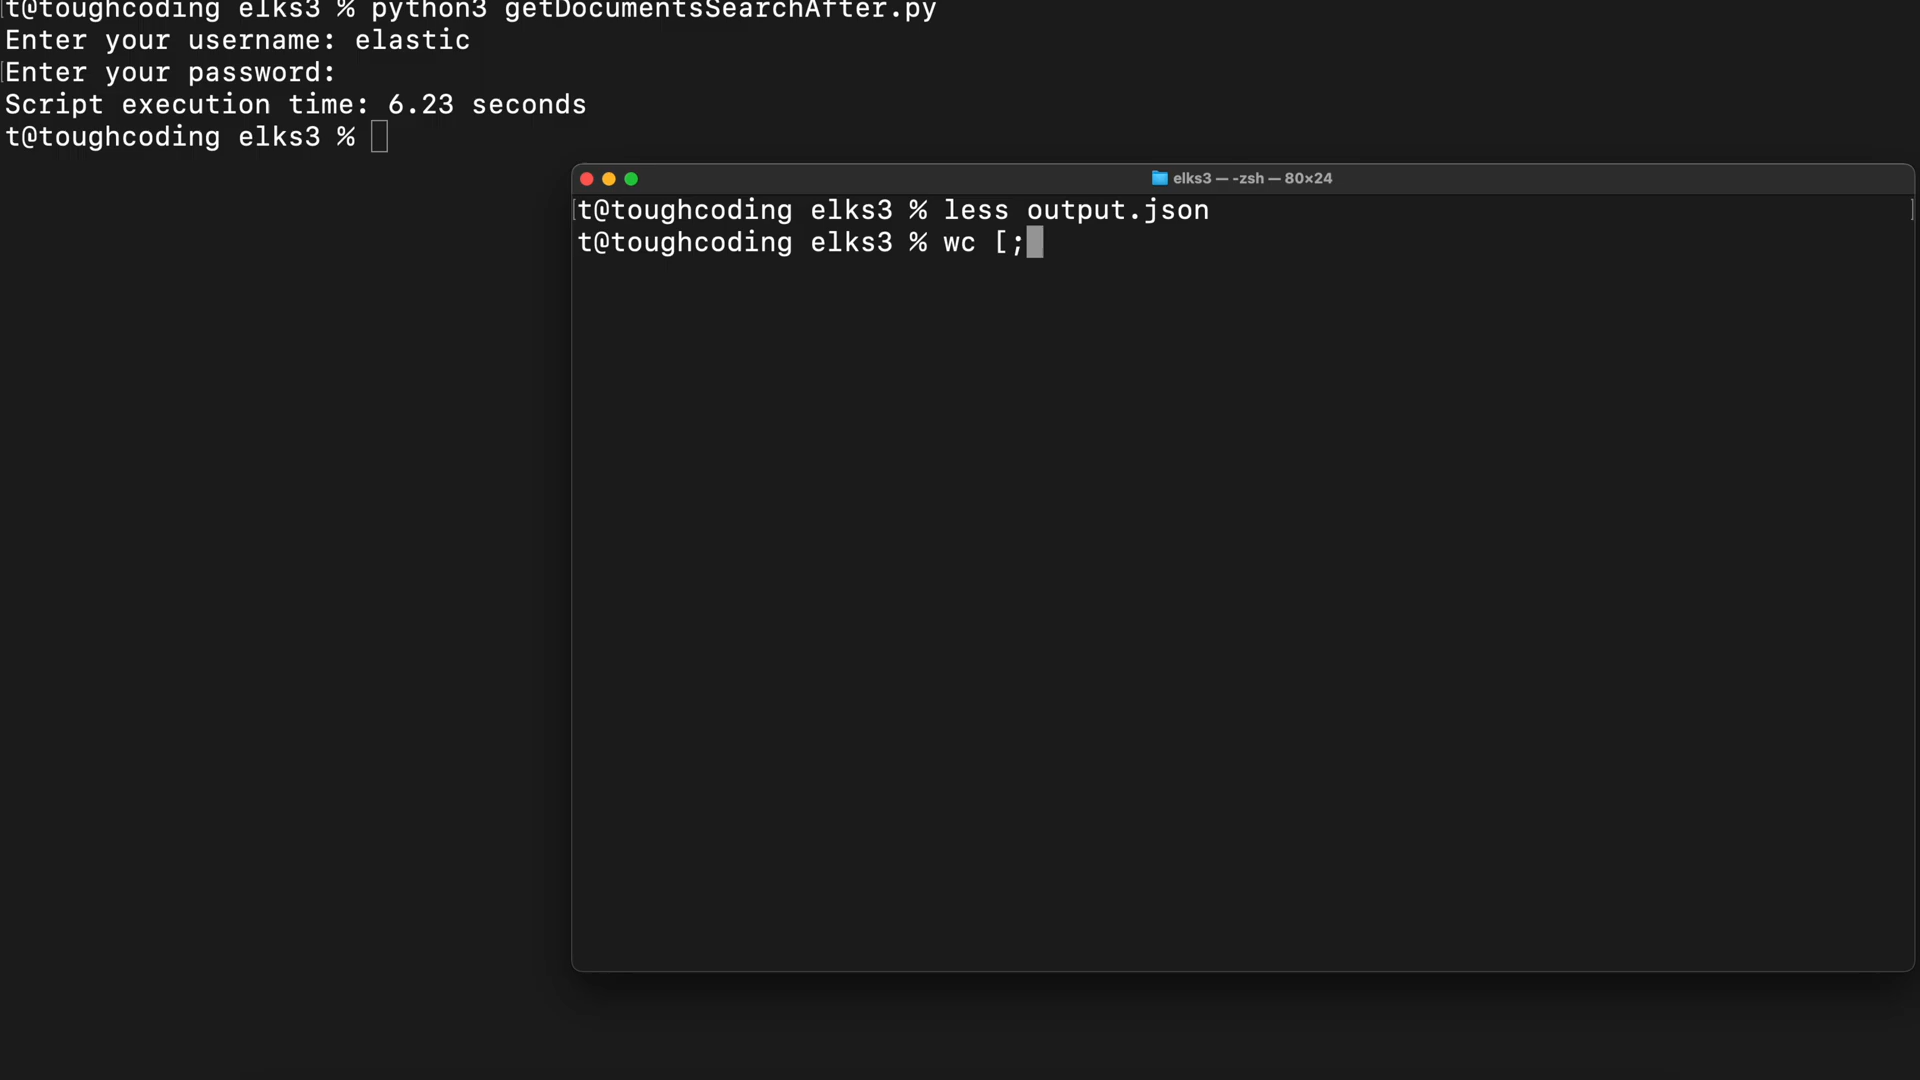 t@toughcoding elks3 % python3 getDocumentsSearchAfter.py
Enter your username: elastic
Enter your password:
Script execution time: 6.23 seconds
t@toughcoding elks3 %
elks3 — -zsh — 80×24
t@toughcoding elks3 % less output.json
t@toughcoding elks3 % wc [;